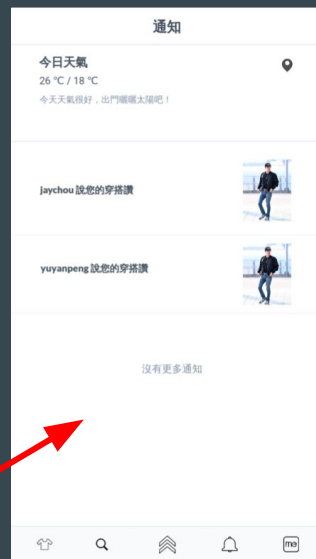 通知
今日天氣
26 °C / 18 °C
今天天氣很好，出門曬曬太陽吧！
jaychou 說您的穿搭讚
yuyanpeng 說您的穿搭讚
沒有更多通知
me